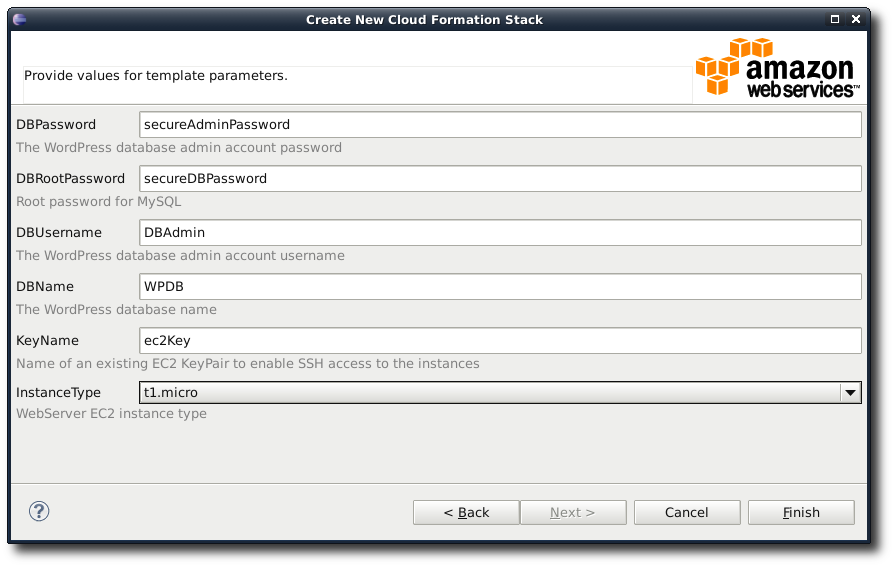 Create New Cloud Formation Stack
Provide values for template parameters.
amazon
web services™
DBPassword secureAdminPassword
The WordPress database admin account password
DBRootPassword secureDBPassword
Root password for MySQL
DBUsername DBAdmin
The WordPress database admin account username
DBName WPDB
The WordPress database name
KeyName ec2Key
Name of an existing EC2 KeyPair to enable SSH access to the instances
InstanceType t1.micro
WebServer EC2 instance type
? < Back Next > Cancel Finish